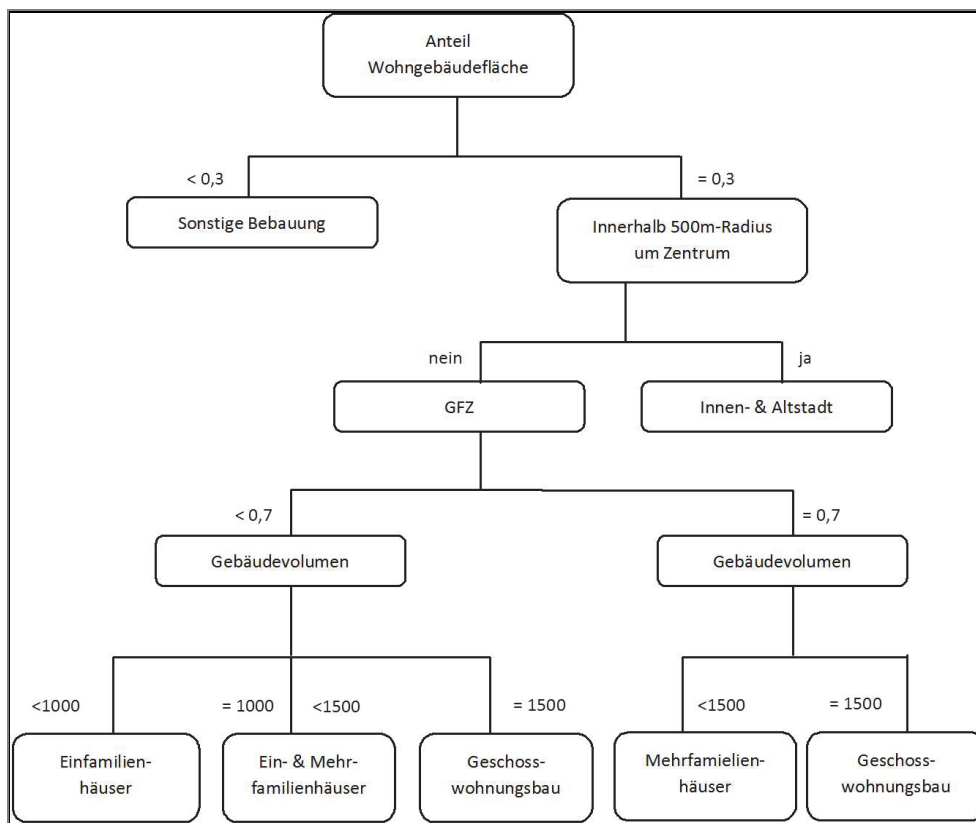 Anteil
Wohngebäudefläche
< 0,3
= 0,3
Sonstige Bebauung
Innerhalb 500m-Radius
um Zentrum
nein
ja
GFZ
Innen- & Altstadt
< 0,7
= 0,7
Gebäudevolumen
Gebäudevolumen
<1000
= 1000
<1500
= 1500
<1500
= 1500
Einfamilien-
häuser
Ein- & Mehr-
familienhäuser
Geschoss-
wohnungsbau
Mehrfamielien-
häuser
Geschoss-
wohnungsbau